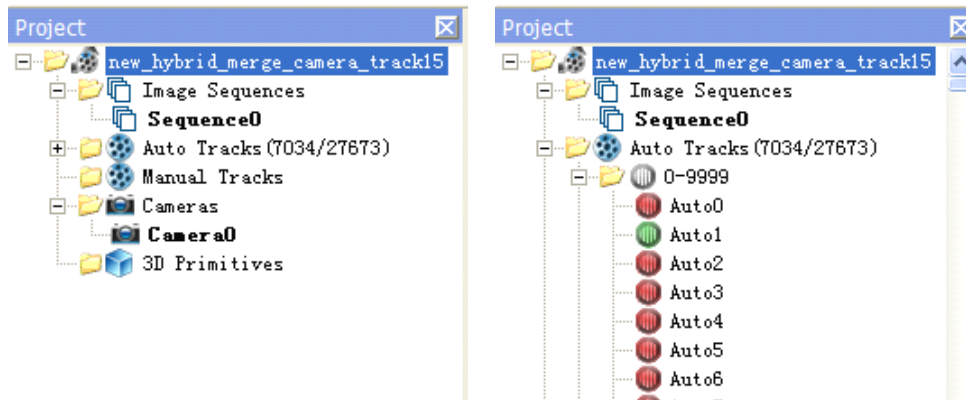 Project
new_hybrid_merge_camera_track15
Image Sequences
Sequence0
Auto Tracks(7034/27673)
Manual Tracks
Cameras
Camera0
3D Primitives
Project
new_hybrid_merge_camera_track15
Image Sequences
Sequence0
Auto Tracks(7034/27673)
0-9999
Auto0
Auto1
Auto2
Auto3
Auto4
Auto5
Auto6